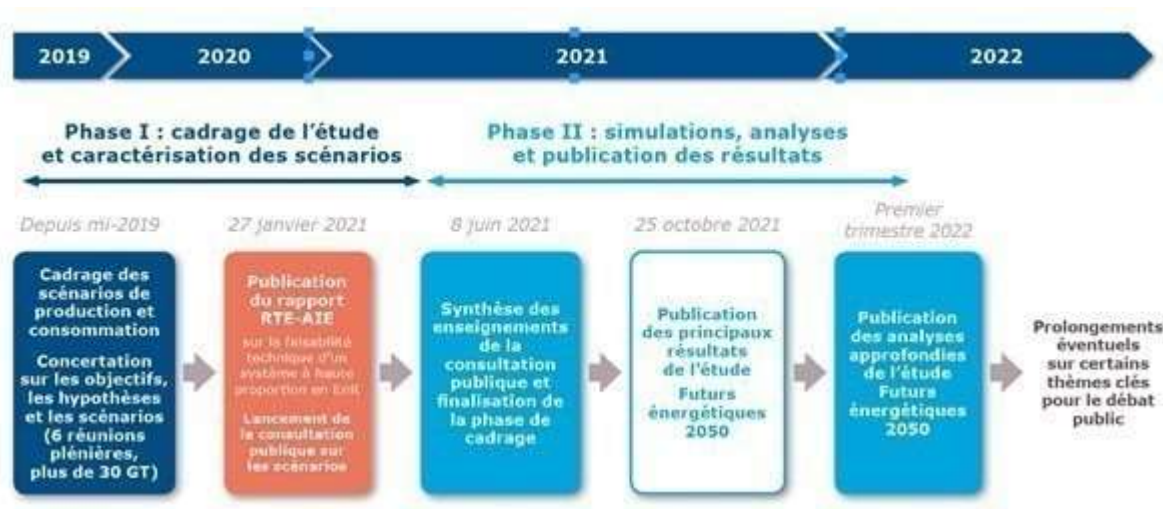 2019
2020
2021
2022
Phase I : cadrage de l'étude
et caractérisation des scénarios
Phase II : simulations, analyses
et publication des résultats
Depuis mi-2019
27 janvier 2021
8 juin 2021
25 octobre 2021
Premier
trimestre 2022
Cadrage des
scénarios de
production et
consommation
Concertation
sur les objectifs,
les hypothèses
et les scénarios
(6 réunions
plénières,
plus de 30 GT)
Publication
du rapport
RTE-AIE
sur la faisabilité
technique d'un
système à haute
proportion en EnR
Lancement de
la consultation
publique sur
les scénarios
Synthèse des
enseignements
de la
consultation
publique et
finalisation de
la phase de
cadrage
Publication
des principaux
résultats
de l'étude
Futurs
énergétiques
2050
Publication
des analyses
approfondies
de l'étude
Futurs
énergétiques
2050
Prolongements
éventuels
sur certains
thèmes clés
pour le débat
public